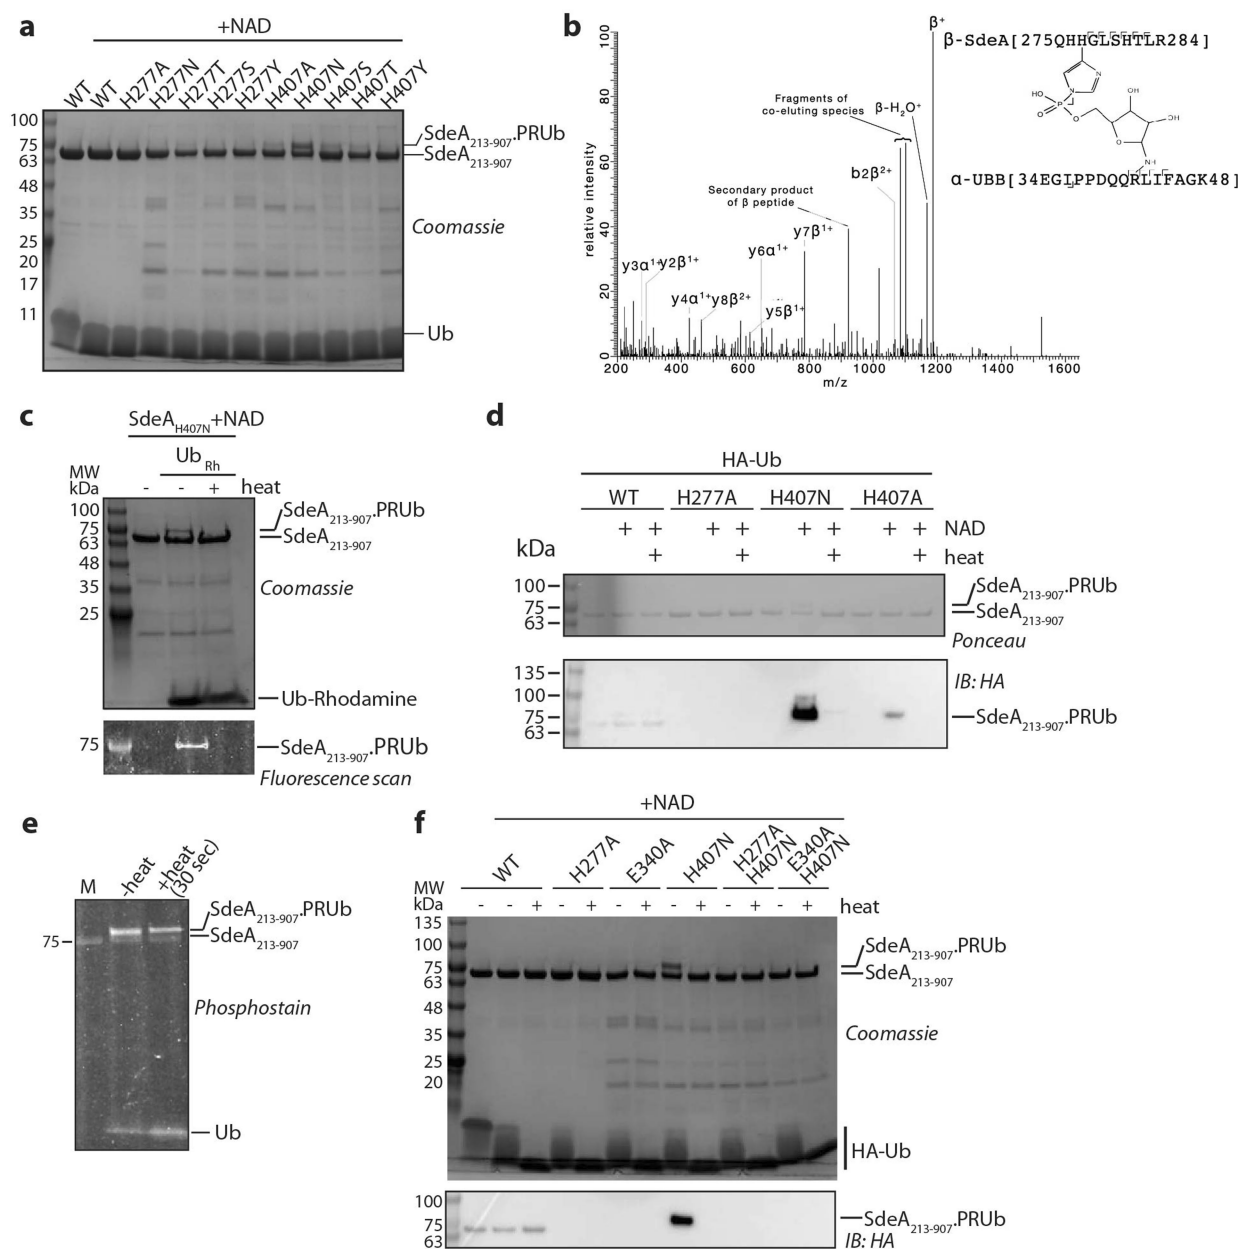 a
+NAD
WT
WT
H277A
H277N
H277T
H277S
H277Y
H407A
H407N
H407S
H407T
H407Y
100
75
63
48
35
25
20
17
11
SdeA213-907.PRUb
SdeA213-907
Coomassie
Ub
b
relative intensity
100
80
60
40
20
0
200
400
600
800
1000
1200
1400
1600
m/z
β+
Fragments of
co-eluting species
β-H2O+
b2β2+
Secondary product
of β peptide
y7β1+
y6α1+
y3α1+
y2β1+
y4α1+
y8β2+
y5β1+
β-SdeA[275QHHGLSHTLR284]
N
N
HO
P
O
O
OH
OH
O
NH
α-UBB[34EGLPPDQQRLIFAGK48]
c
SdeAH407N+NAD
Ub Rh
MW
kDa
- - + heat
100
75
63
48
35
25
SdeA213-907.PRUb
SdeA213-907
Coomassie
Ub-Rhodamine
75
SdeA213-907.PRUb
Fluorescence scan
d
HA-Ub
WT H277A H407N H407A
+ + + + + + + + NAD
+ + + + heat
kDa
100
75
63
SdeA213-907.PRUb
SdeA213-907
Ponceau
135
100
75
63
IB: HA
SdeA213-907.PRUb
e
M
-heat
+heat
(30 sec)
75
SdeA213-907.PRUb
SdeA213-907
Phosphostain
Ub
f
+NAD
WT
H277A
E340A
H407N
H277A
H407N
E340A
H407N
MW
kDa
- - + - + - + - + - + - + heat
135
100
75
63
48
35
25
20
SdeA213-907.PRUb
SdeA213-907
Coomassie
HA-Ub
100
75
63
SdeA213-907.PRUb
IB: HA